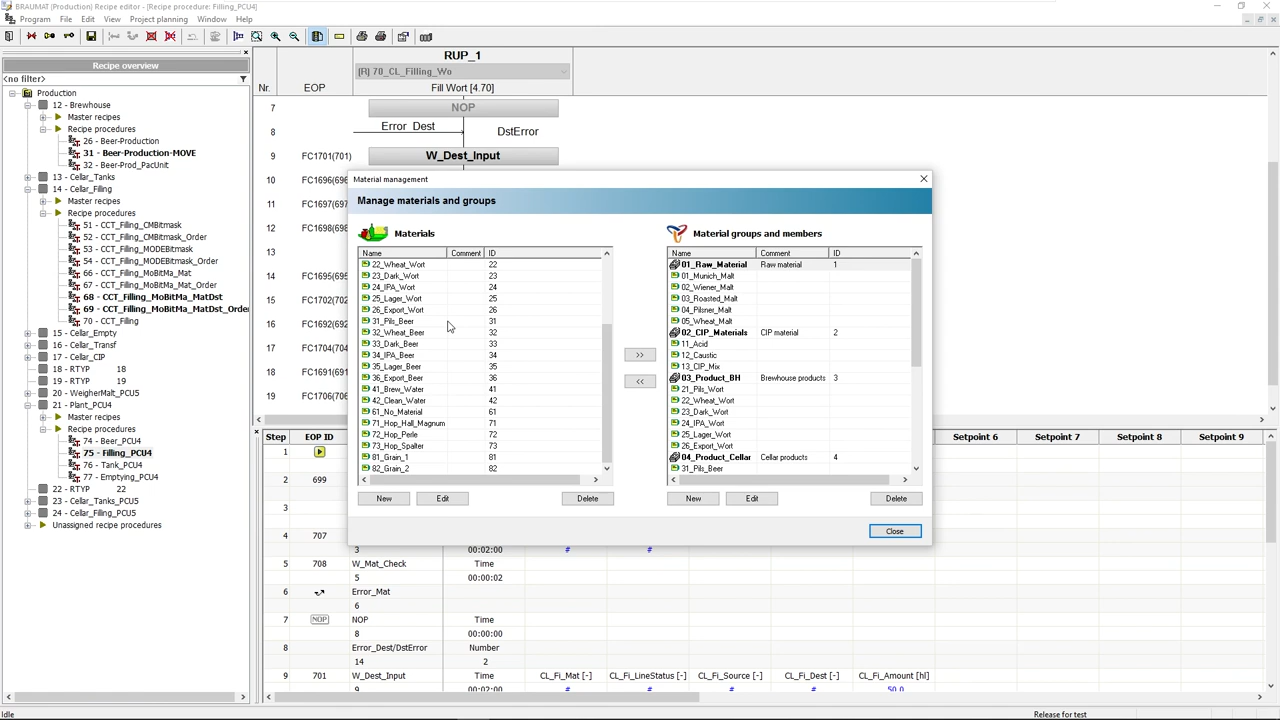 BRAUMAT (Production) Recipe editor - [Recipe procedure: Filling_PCU4]
Program File Edit View Project planning Window Help
Recipe overview
<no filter>
Production
12 - Brewhouse
Master recipes
Recipe procedures
26 - Beer-Production
31 - Beer-Production-MOVE
32 - Beer-Prod_PacUnit
13 - Cellar_Tanks
14 - Cellar_Filing
Master recipes
Recipe procedures
51 - CCT_Filling_CMBitmask
52 - CCT_Filling_CMBitmask_Order
53 - CCT_Filling_MODEBitmask
54 - CCT_Filling_MODEBitmask_Order
66 - CCT_Filling_MoBitMa_Mat
67 - CCT_Filling_MoBitMa_Mat_Order
68 - CCT_Filling_MoBitMa_MatDst
69 - CCT_Filling_MoBitMa_MatDst_Orde
70 - CCT_Filling
15 - Cellar_Empty
16 - Cellar_Transf
17 - Cellar_CIP
18 - RTYP 18
19 - RTYP 19
20 - WeigherMalt_PCU5
21 - Plant_PCU4
Master recipes
Recipe procedures
74 - Beer_PCU4
75 - Filling_PCU4
76 - Tank_PCU4
77 - Emptying_PCU4
22 - RTYP 22
23 - Cellar_Tanks_PCU5
24 - Cellar_Filling_PCU5
Unassigned recipe procedures
RUP_1
(R) 70_CL_Filling_Wo
Nr. EOP Fill Wort [4.70]
7 NOP
8 Error_Dest DstError
9 FC1701(701) W_Dest_Input
10 FC1696(696
11 FC1697(697
12 FC1698(698
13
14 FC1695(695
15 FC1702(702
16 FC1692(692
17 FC1704(704
18 FC1691(691
19 FC1706(706
Material management
Manage materials and groups
Materials
Name Comment ID
22_Wheat_Wort 22
23_Dark_Wort 23
24_IPA_Wort 24
25_Lager_Wort 25
26_Export_Wort 26
31_Pils_Beer 31
32_Wheat_Beer 32
33_Dark_Beer 33
34_IPA_Beer 34
35_Lager_Beer 35
36_Export_Beer 36
41_Brew_Water 41
42_Clean_Water 42
61_No_Material 61
71_Hop_Hall_Magnum 71
72_Hop_Perle 72
73_Hop_Spalter 73
81_Grain_1 81
82_Grain_2 82
New Edit Delete
>>
<<
Material groups and members
Name Comment ID
01_Raw_Material Raw material 1
01_Munich_Malt
02_Wiener_Malt
03_Roasted_Malt
04_Pilsner_Malt
05_Wheat_Malt
02_CIP_Materials CIP material 2
11_Acid
12_Caustic
13_CIP_Mix
03_Product_BH Brewhouse products 3
21_Pils_Wort
22_Wheat_Wort
23_Dark_Wort
24_IPA_Wort
25_Lager_Wort
26_Export_Wort
04_Product_Cellar Cellar products 4
31_Pils_Beer
New Edit Delete
Close
Step EOP ID Setpoint 6 Setpoint 7 Setpoint 8 Setpoint 9
1
2 699
3
4 707
3 00:02:00 # #
5 708 W_Mat_Check Time
5 00:00:02
6 Error_Mat
6
7 NOP NOP Time
8 00:00:00
8 Error_Dest/DstError Number
14 2
9 701 W_Dest_Input Time CL_Fi_Mat [-] CL_Fi_LineStatus [-] CL_Fi_Source [-] CL_Fi_Dest [-] CL_Fi_Amount [hl]
9 00:02:00 # # # # 50.0
Idle Release for test